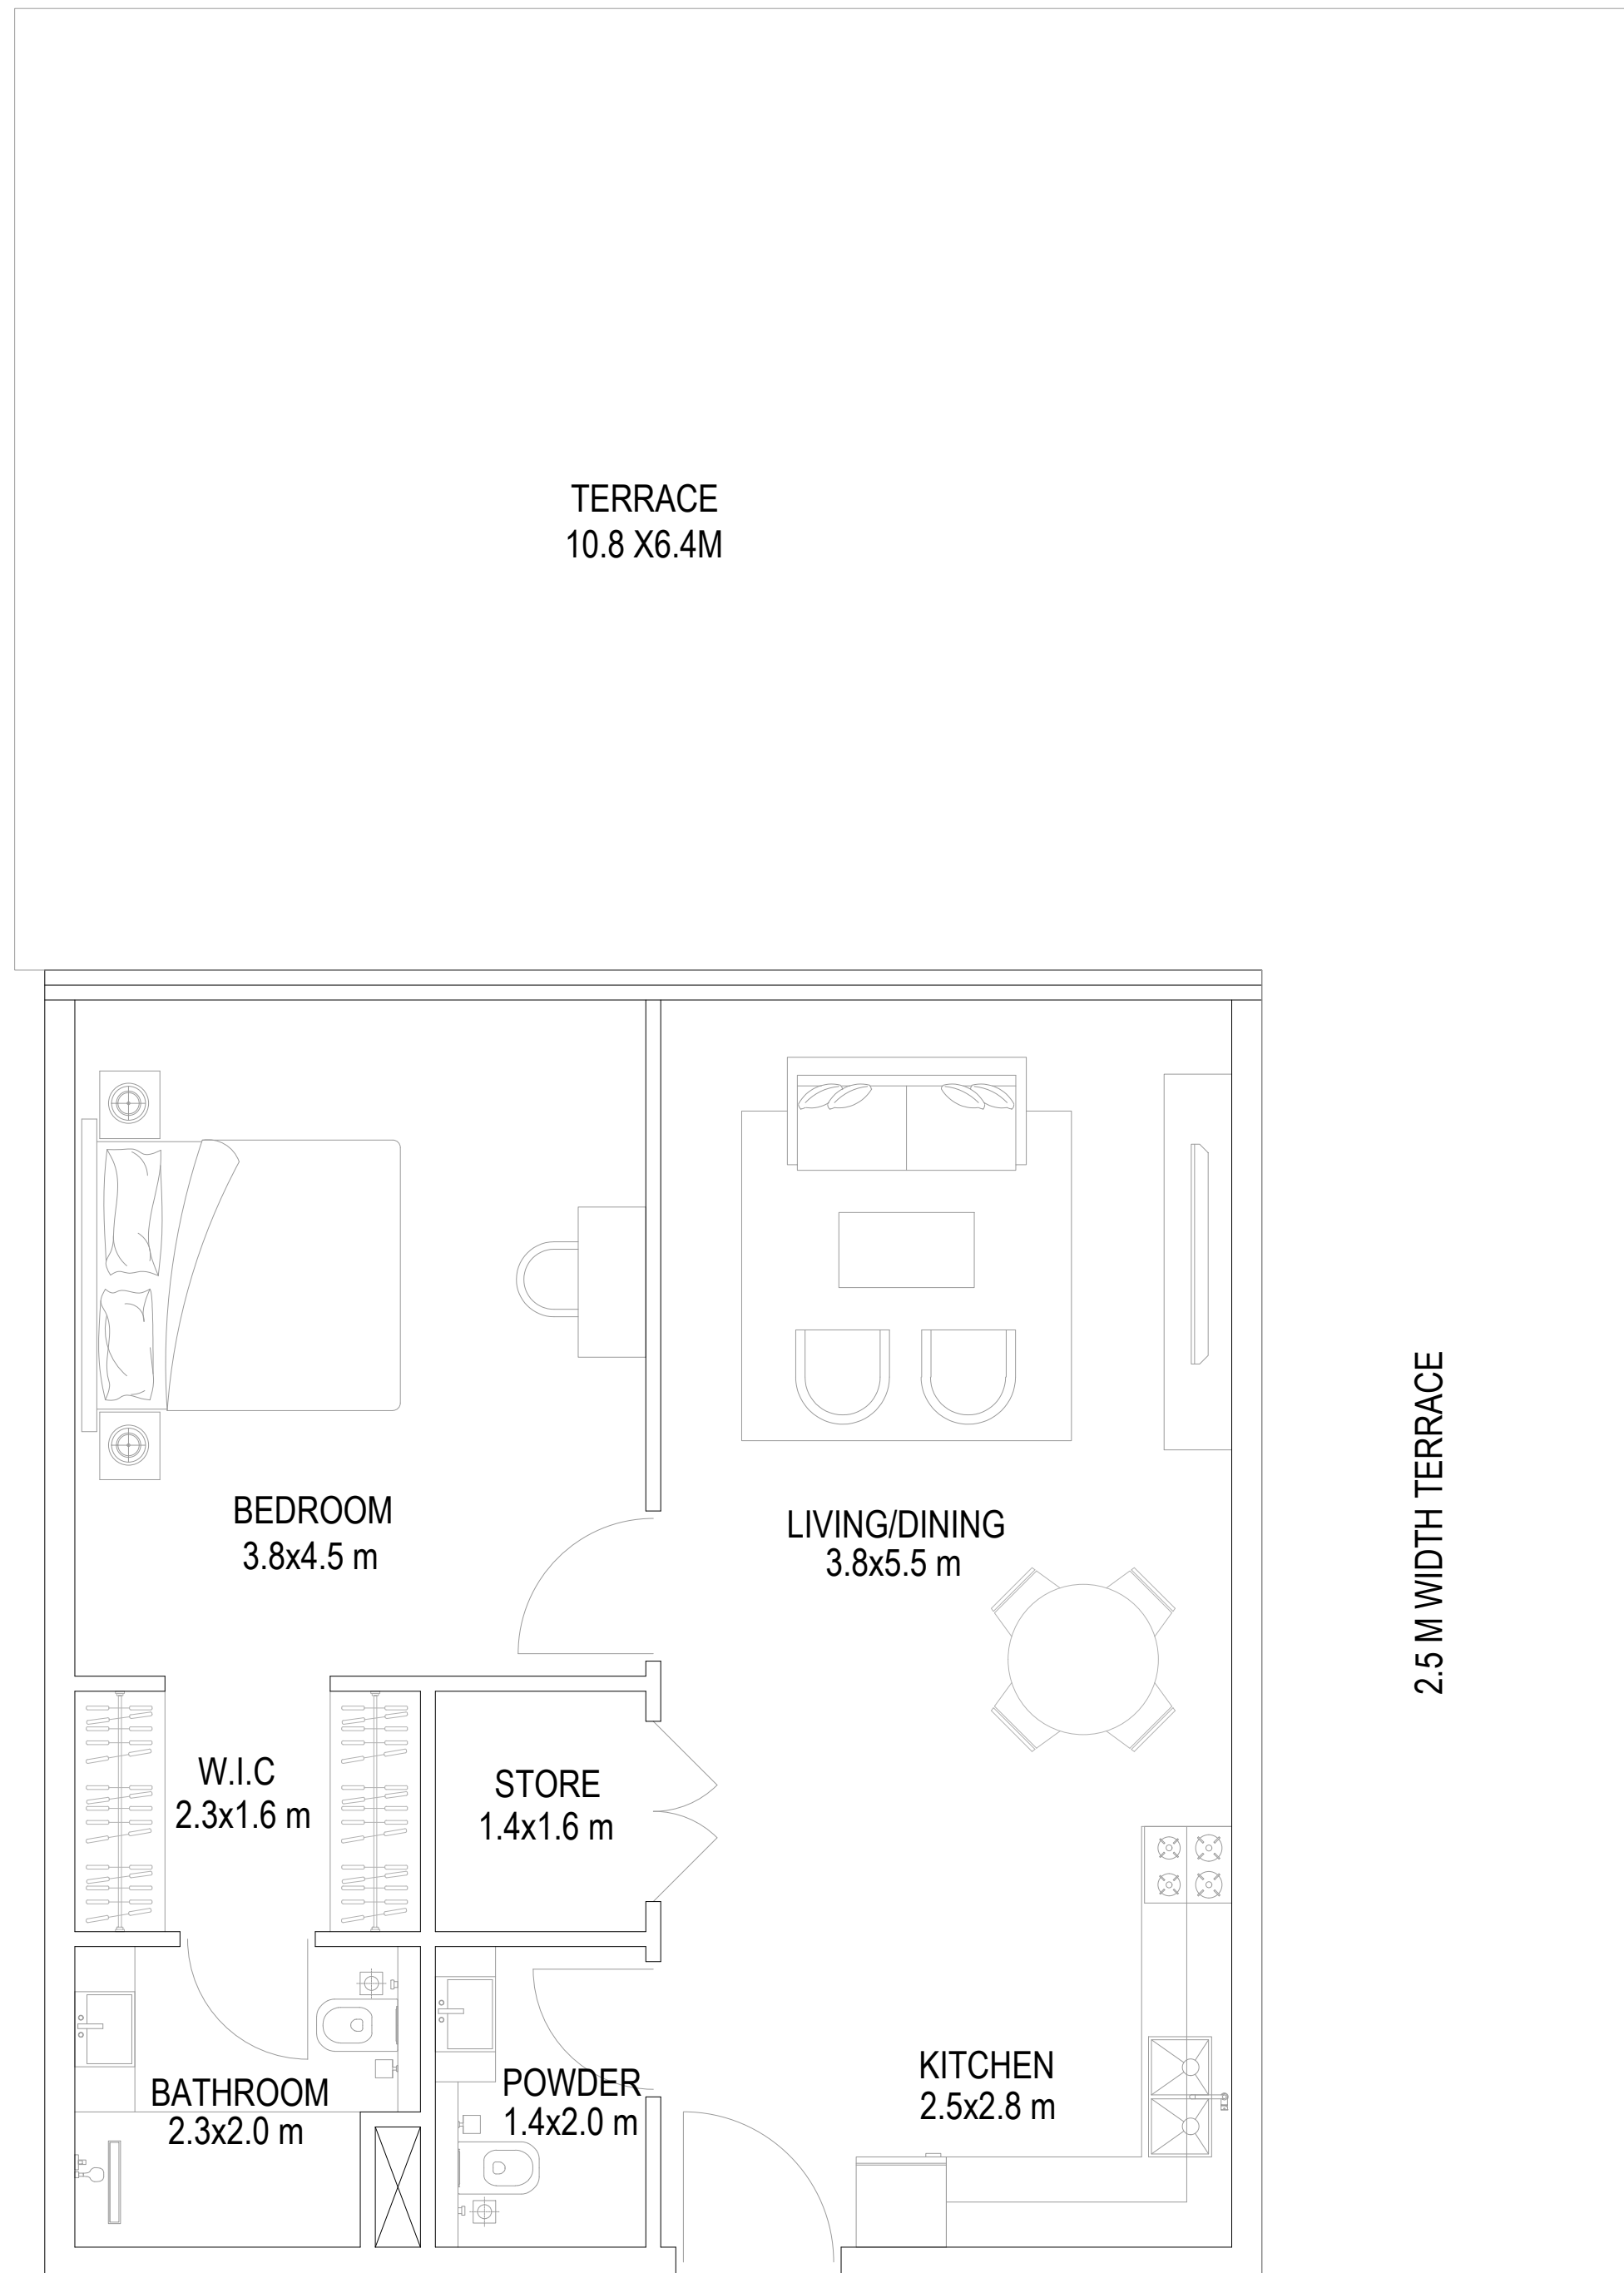 TERRACE
10.8 X6.4M
BEDROOM
3.8x4.5 m
LIVING/DINING
3.8x5.5 m
2.5 M WIDTH TERRACE
W.I.C
2.3x1.6 m
STORE
1.4x1.6 m
BATHROOM
2.3x2.0 m
POWDER
1.4x2.0 m
KITCHEN
2.5x2.8 m